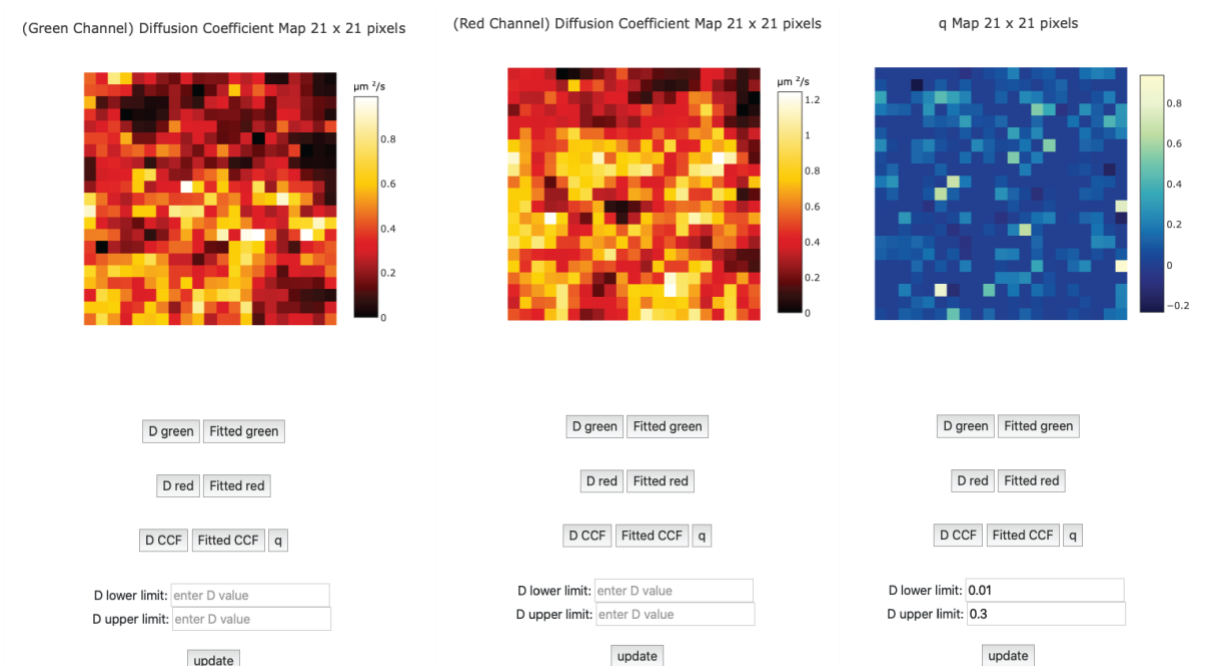 (Green Channel) Diffusion Coefficient Map 21 x 21 pixels
µm ²/s
0.8
0.6
0.4
0.2
0
D green Fitted green
D red Fitted red
D CCF Fitted CCF q
D lower limit: enter D value
D upper limit: enter D value
update
(Red Channel) Diffusion Coefficient Map 21 x 21 pixels
µm ²/s
1.2
1
0.8
0.6
0.4
0.2
0
D green Fitted green
D red Fitted red
D CCF Fitted CCF q
D lower limit: enter D value
D upper limit: enter D value
update
q Map 21 x 21 pixels
0.8
0.6
0.4
0.2
0
−0.2
D green Fitted green
D red Fitted red
D CCF Fitted CCF q
D lower limit: 0.01
D upper limit: 0.3
update